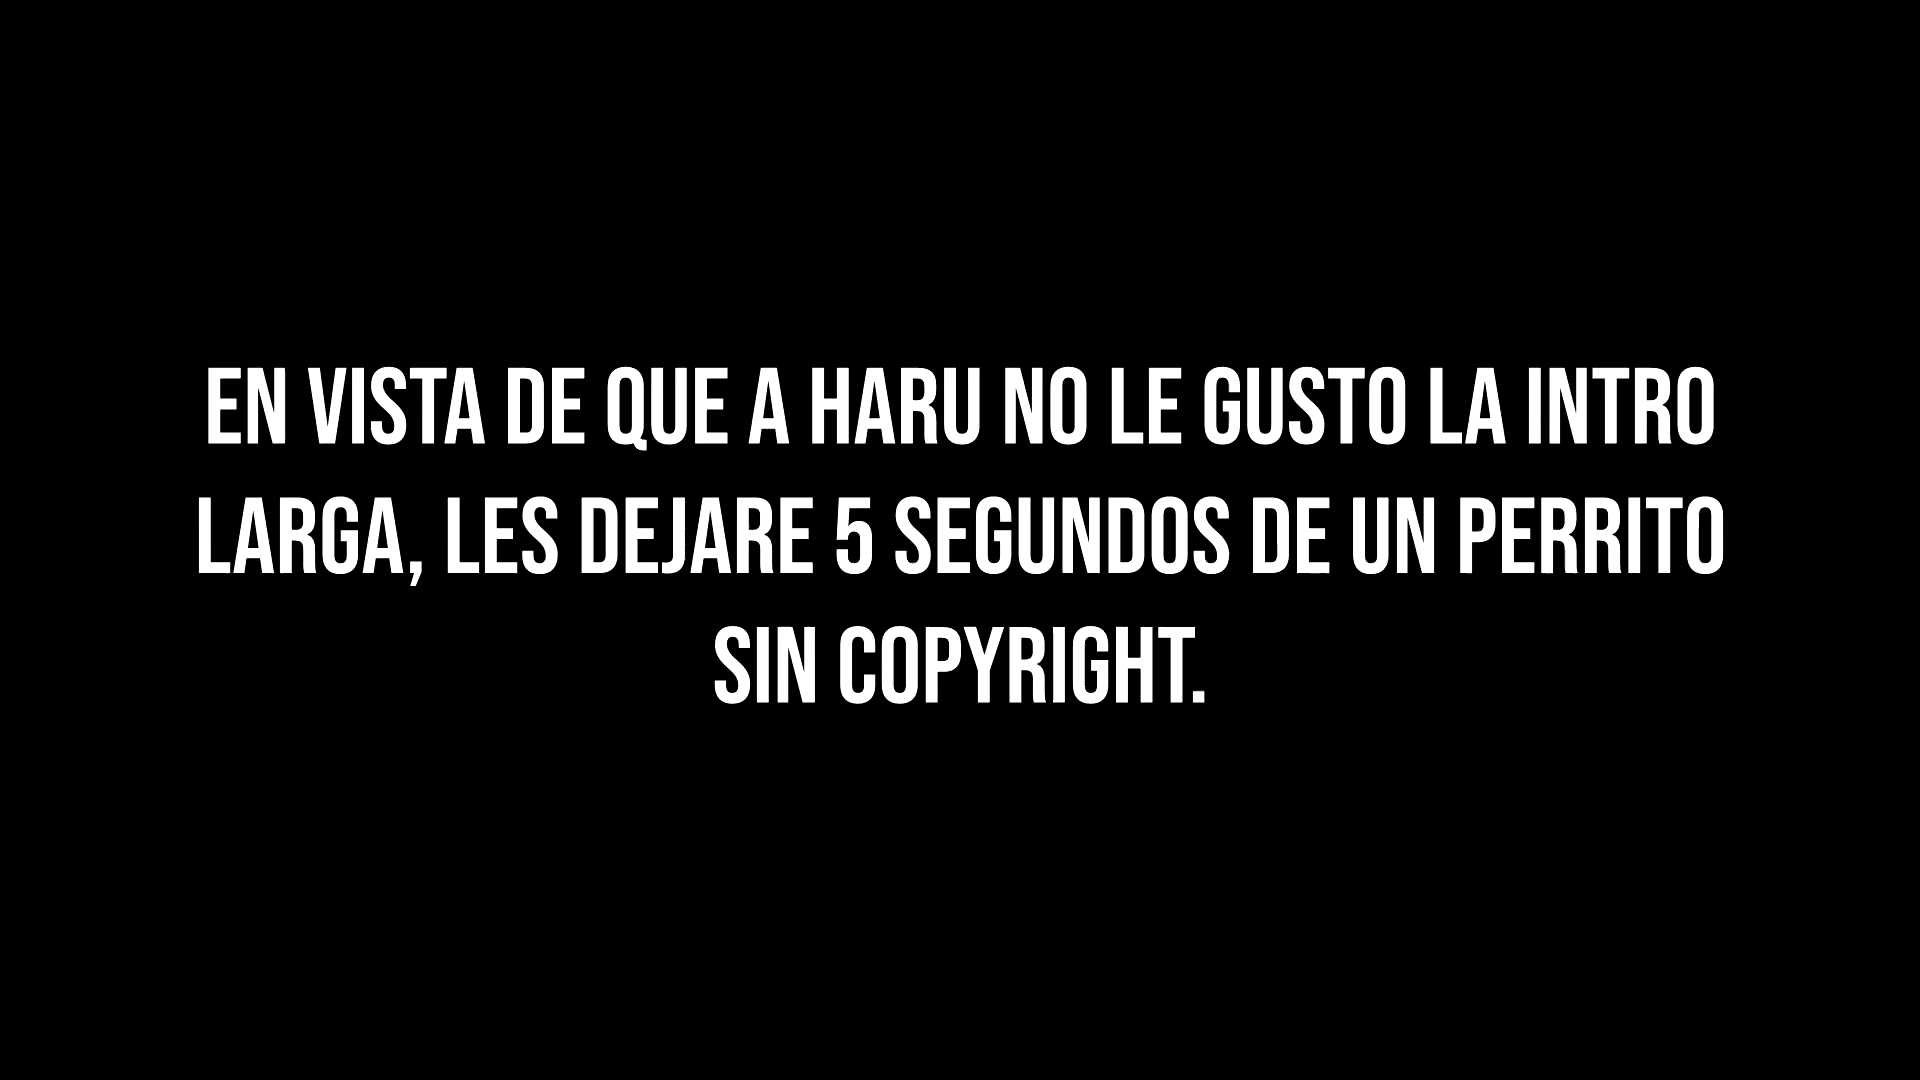 EN VISTA DE QUE A HARU NO LE GUSTO LA INTRO
LARGA, LES DEJARE 5 SEGUNDOS DE UN PERRITO
SIN COPYRIGHT.